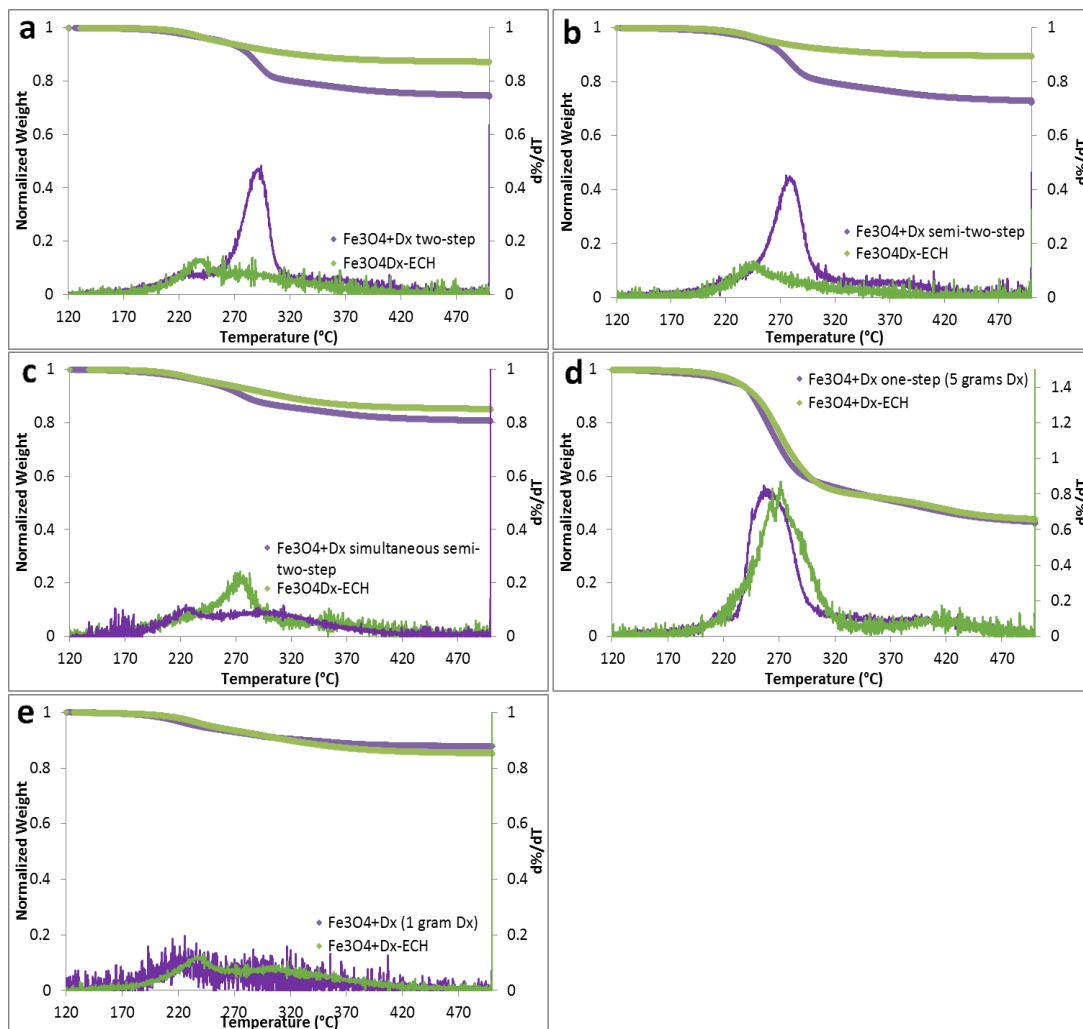 a
Normalized Weight
1
0.8
0.6
0.4
0.2
0
120 170 220 270 320 370 420 470
Temperature (°C)
1
0.8
0.6
0.4
0.2
0
d%/dT
Fe3O4+Dx two-step
Fe3O4Dx-ECH
b
Normalized Weight
1
0.8
0.6
0.4
0.2
0
120 170 220 270 320 370 420 470
Temperature (°C)
1
0.8
0.6
0.4
0.2
0
d%/dT
Fe3O4+Dx semi-two-step
Fe3O4Dx-ECH
c
Normalized Weight
1
0.8
0.6
0.4
0.2
0
120 170 220 270 320 370 420 470
Temperature (°C)
1
0.8
0.6
0.4
0.2
0
d%/dT
Fe3O4+Dx simultaneous semi-
two-step
Fe3O4Dx-ECH
d
Normalized Weight
1
0.8
0.6
0.4
0.2
0
120 170 220 270 320 370 420 470
Temperature (°C)
1.4
1.2
1
0.8
0.6
0.4
0.2
0
d%/dT
Fe3O4+Dx one-step (5 grams Dx)
Fe3O4+Dx-ECH
e
Normalized Weight
1
0.8
0.6
0.4
0.2
0
120 170 220 270 320 370 420 470
Temperature (°C)
1
0.8
0.6
0.4
0.2
0
d%/dT
Fe3O4+Dx (1 gram Dx)
Fe3O4+Dx-ECH